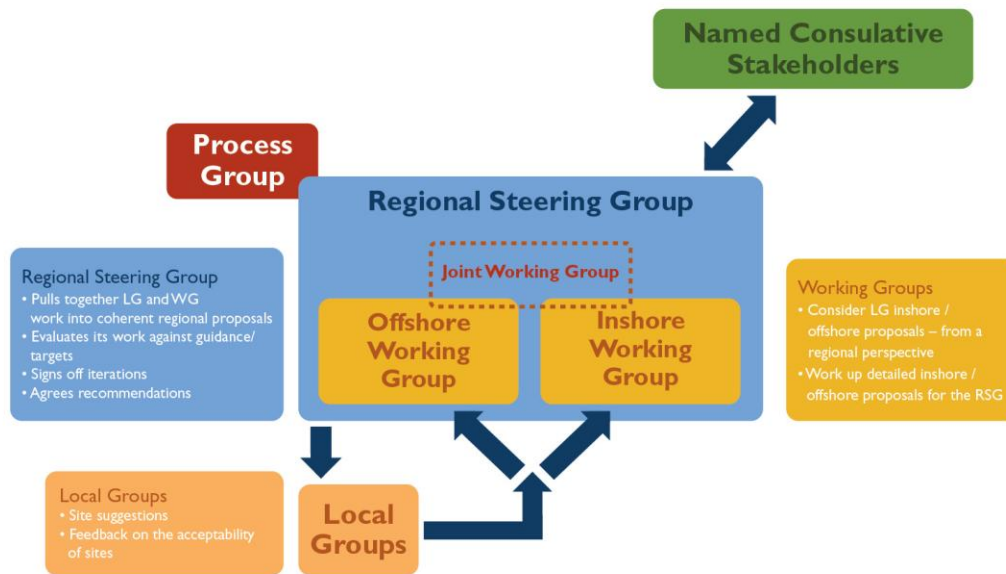 Named Consulative
Stakeholders
Process
Group
Regional Steering Group
Joint Working Group
Offshore
Working
Group
Inshore
Working
Group
Regional Steering Group
• Pulls together LG and WG
work into coherent regional proposals
• Evaluates its work against guidance/
targets
• Signs off iterations
• Agrees recommendations
Working Groups
• Consider LG inshore /
offshore proposals – from a
regional perspective
• Work up detailed inshore /
offshore proposals for the RSG
Local Groups
• Site suggestions
• Feedback on the acceptability
of sites
Local
Groups